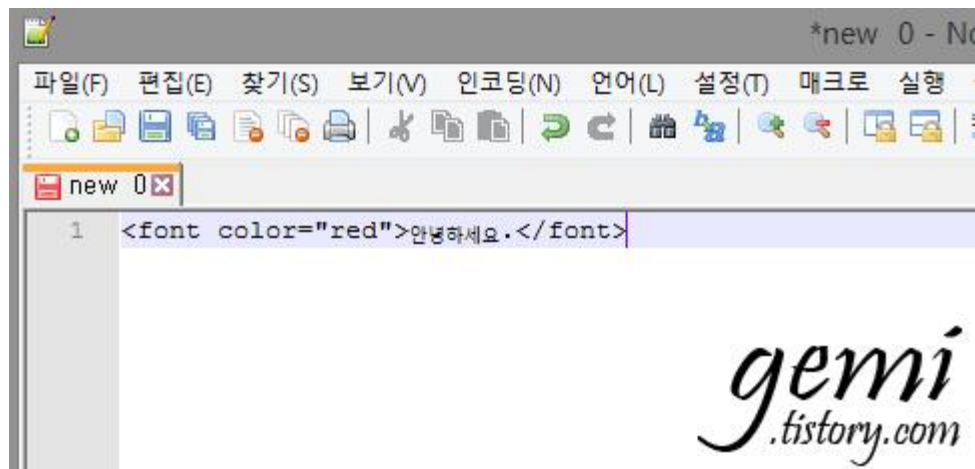 *new 0 - No
파일(F) 편집(E) 찾기(S) 보기(V) 인코딩(N) 언어(L) 설정(T) 매크로 실행
new 0
1 <font color="red">안녕하세요.</font>
gemi
.tistory.com